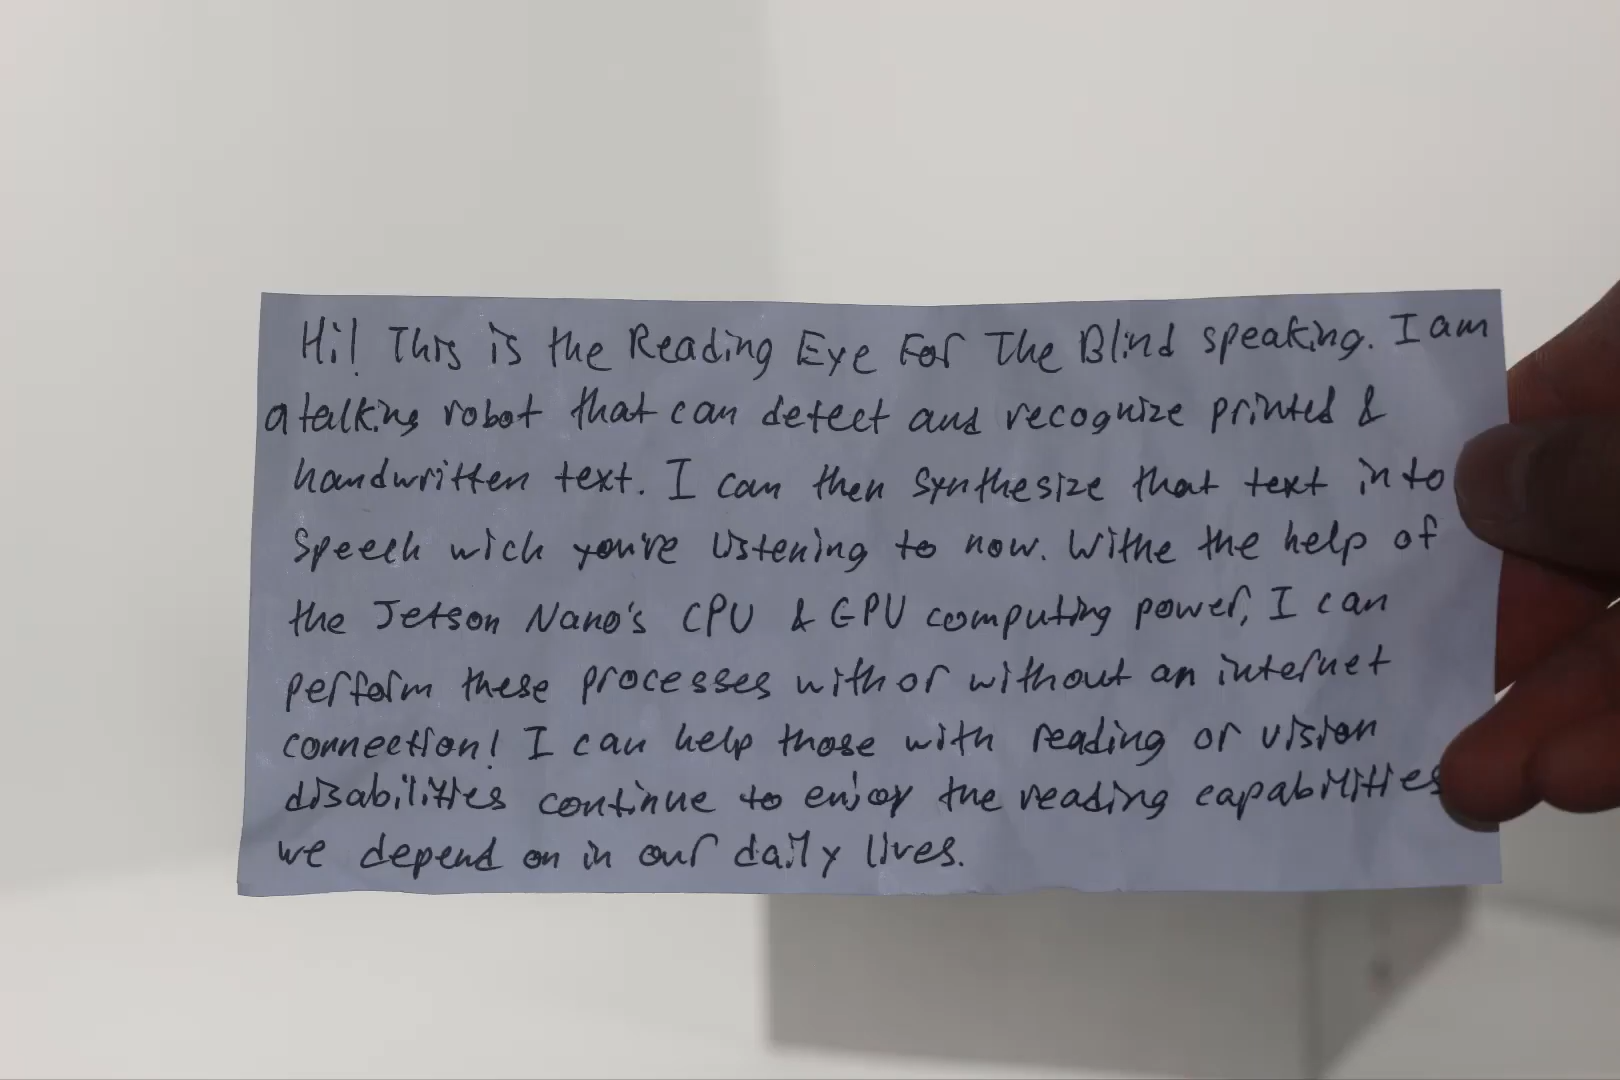 Hi! This is the Reading Eye For The Blind speaking. I am
a talking robot that can detect and recognize printed &
handwritten text. I can then synthesize that text into
speech wich you're listening to now. Withe the help of
the Jetson Nano's CPU & GPU computing power, I can
perform these processes with or without an internet
connection! I can help those with reading or vision
disabilities continue to enjoy the reading capabilities
we depend on in our daily lives.